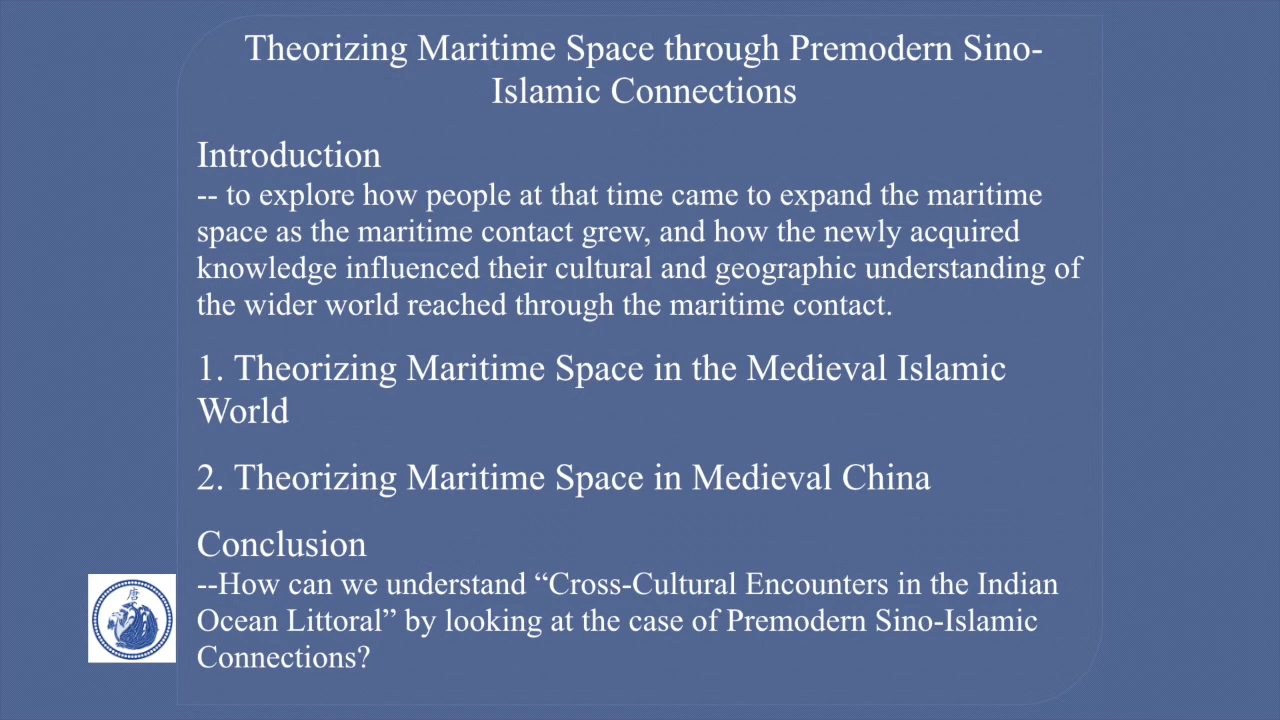 Theorizing Maritime Space through Premodern Sino-
Islamic Connections
Introduction
-- to explore how people at that time came to expand the maritime
space as the maritime contact grew, and how the newly acquired
knowledge influenced their cultural and geographic understanding of
the wider world reached through the maritime contact.
1. Theorizing Maritime Space in the Medieval Islamic
World
2. Theorizing Maritime Space in Medieval China
Conclusion
--How can we understand “Cross-Cultural Encounters in the Indian
Ocean Littoral” by looking at the case of Premodern Sino-Islamic
Connections?
唐